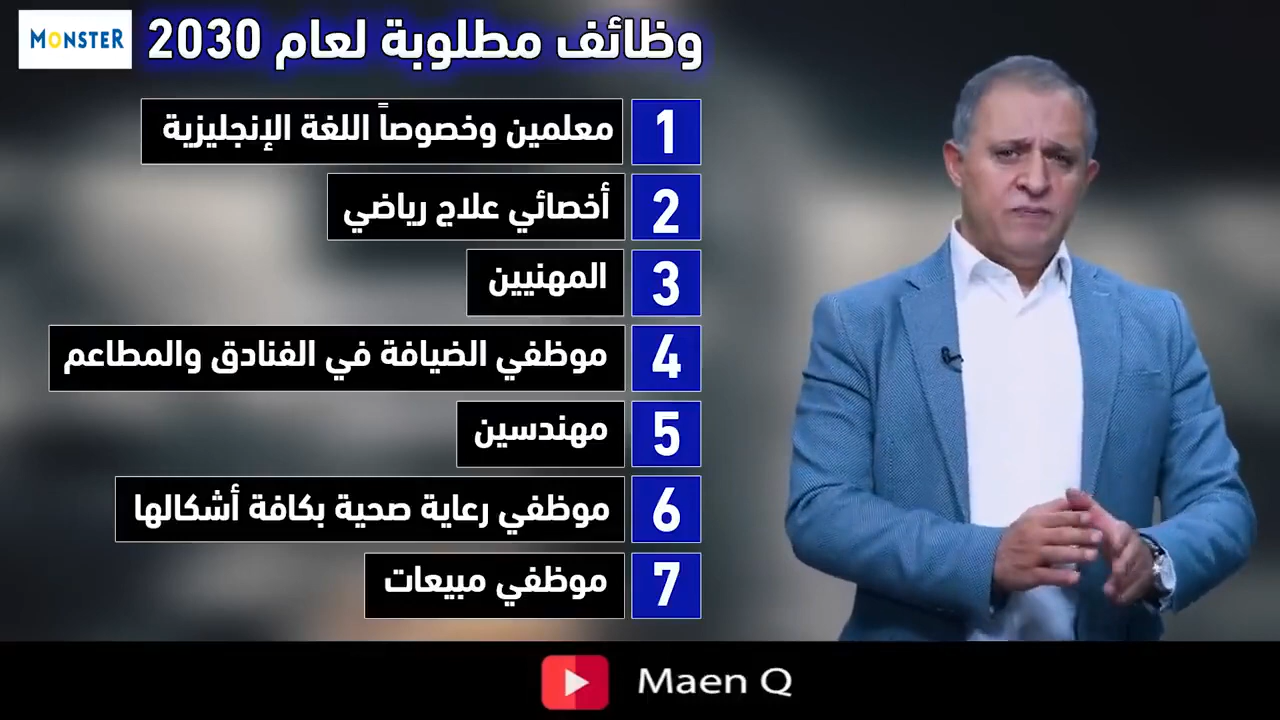 MONSTER
وظائف مطلوبة لعام 2030
1 معلمين وخصوصاً اللغة الإنجليزية
2 أخصائي علاج رياضي
3 المهنيين
4 موظفي الضيافة في الفنادق والمطاعم
5 مهندسين
6 موظفي رعاية صحية بكافة أشكالها
7 موظفي مبيعات
Maen Q